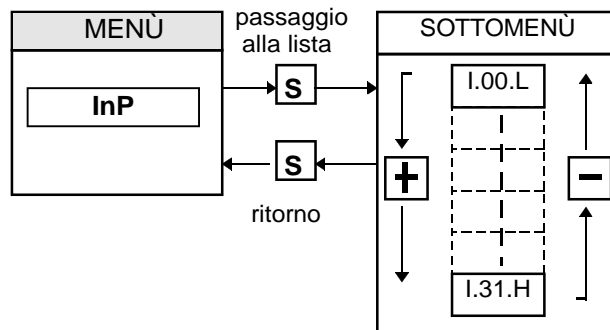 MENÙ
InP
passaggio
alla lista
S
S
ritorno
SOTTOMENÙ
I.00.L
+
−
I.31.H